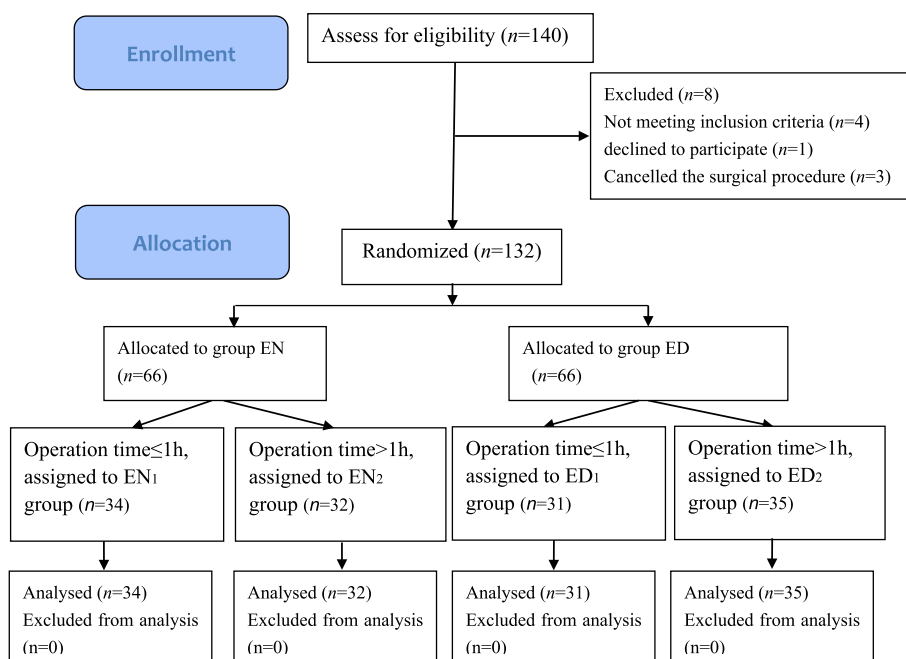 Enrollment
Assess for eligibility (n=140)
Excluded (n=8)
Not meeting inclusion criteria (n=4)
declined to participate (n=1)
Cancelled the surgical procedure (n=3)
Allocation
Randomized (n=132)
Allocated to group EN
(n=66)
Allocated to group ED
(n=66)
Operation time≤1h,
assigned to EN1
group (n=34)
Operation time>1h,
assigned to EN2
group (n=32)
Operation time≤1h,
assigned to ED1
group (n=31)
Operation time>1h,
assigned to ED2
group (n=35)
Analysed (n=34)
Excluded from analysis
(n=0)
Analysed (n=32)
Excluded from analysis
(n=0)
Analysed (n=31)
Excluded from analysis
(n=0)
Analysed (n=35)
Excluded from analysis
(n=0)